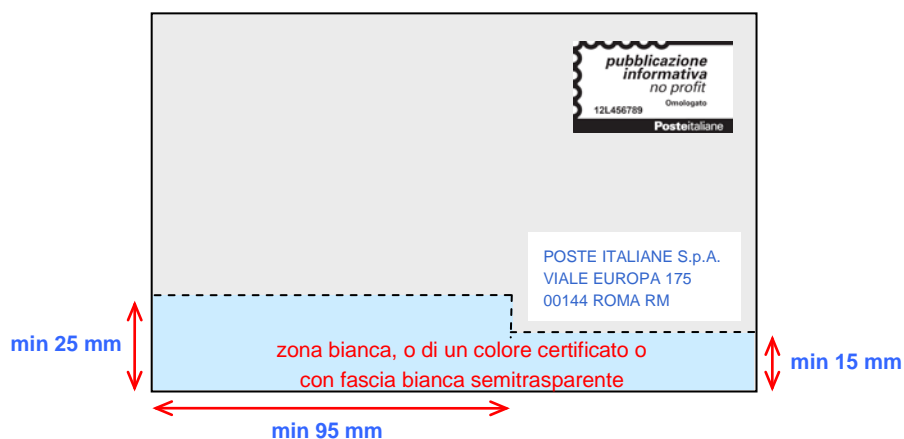 pubblicazione
informativa
no profit
Omologato
12L456789
Posteitaliane
POSTE ITALIANE S.p.A.
VIALE EUROPA 175
00144 ROMA RM
min 25 mm
zona bianca, o di un colore certificato o
con fascia bianca semitrasparente
min 15 mm
min 95 mm